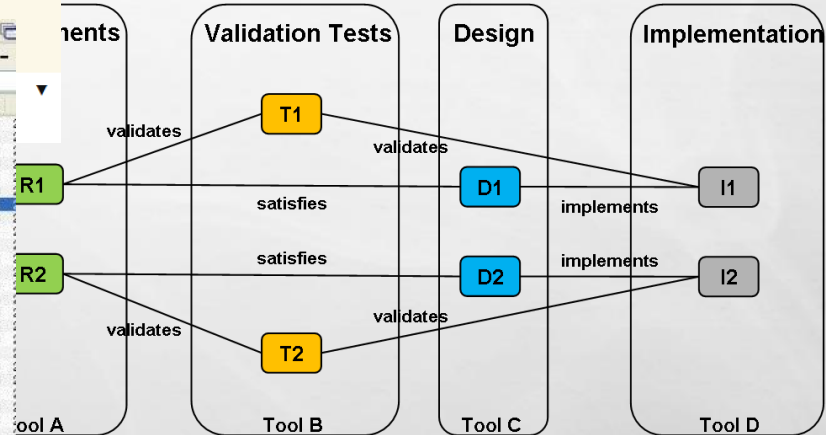 ments
Validation Tests
Design
Implementation
T1
validates
validates
R1
D1
I1
satisfies
implements
satisfies
implements
R2
D2
I2
validates
validates
T2
ool A
Tool B
Tool C
Tool D